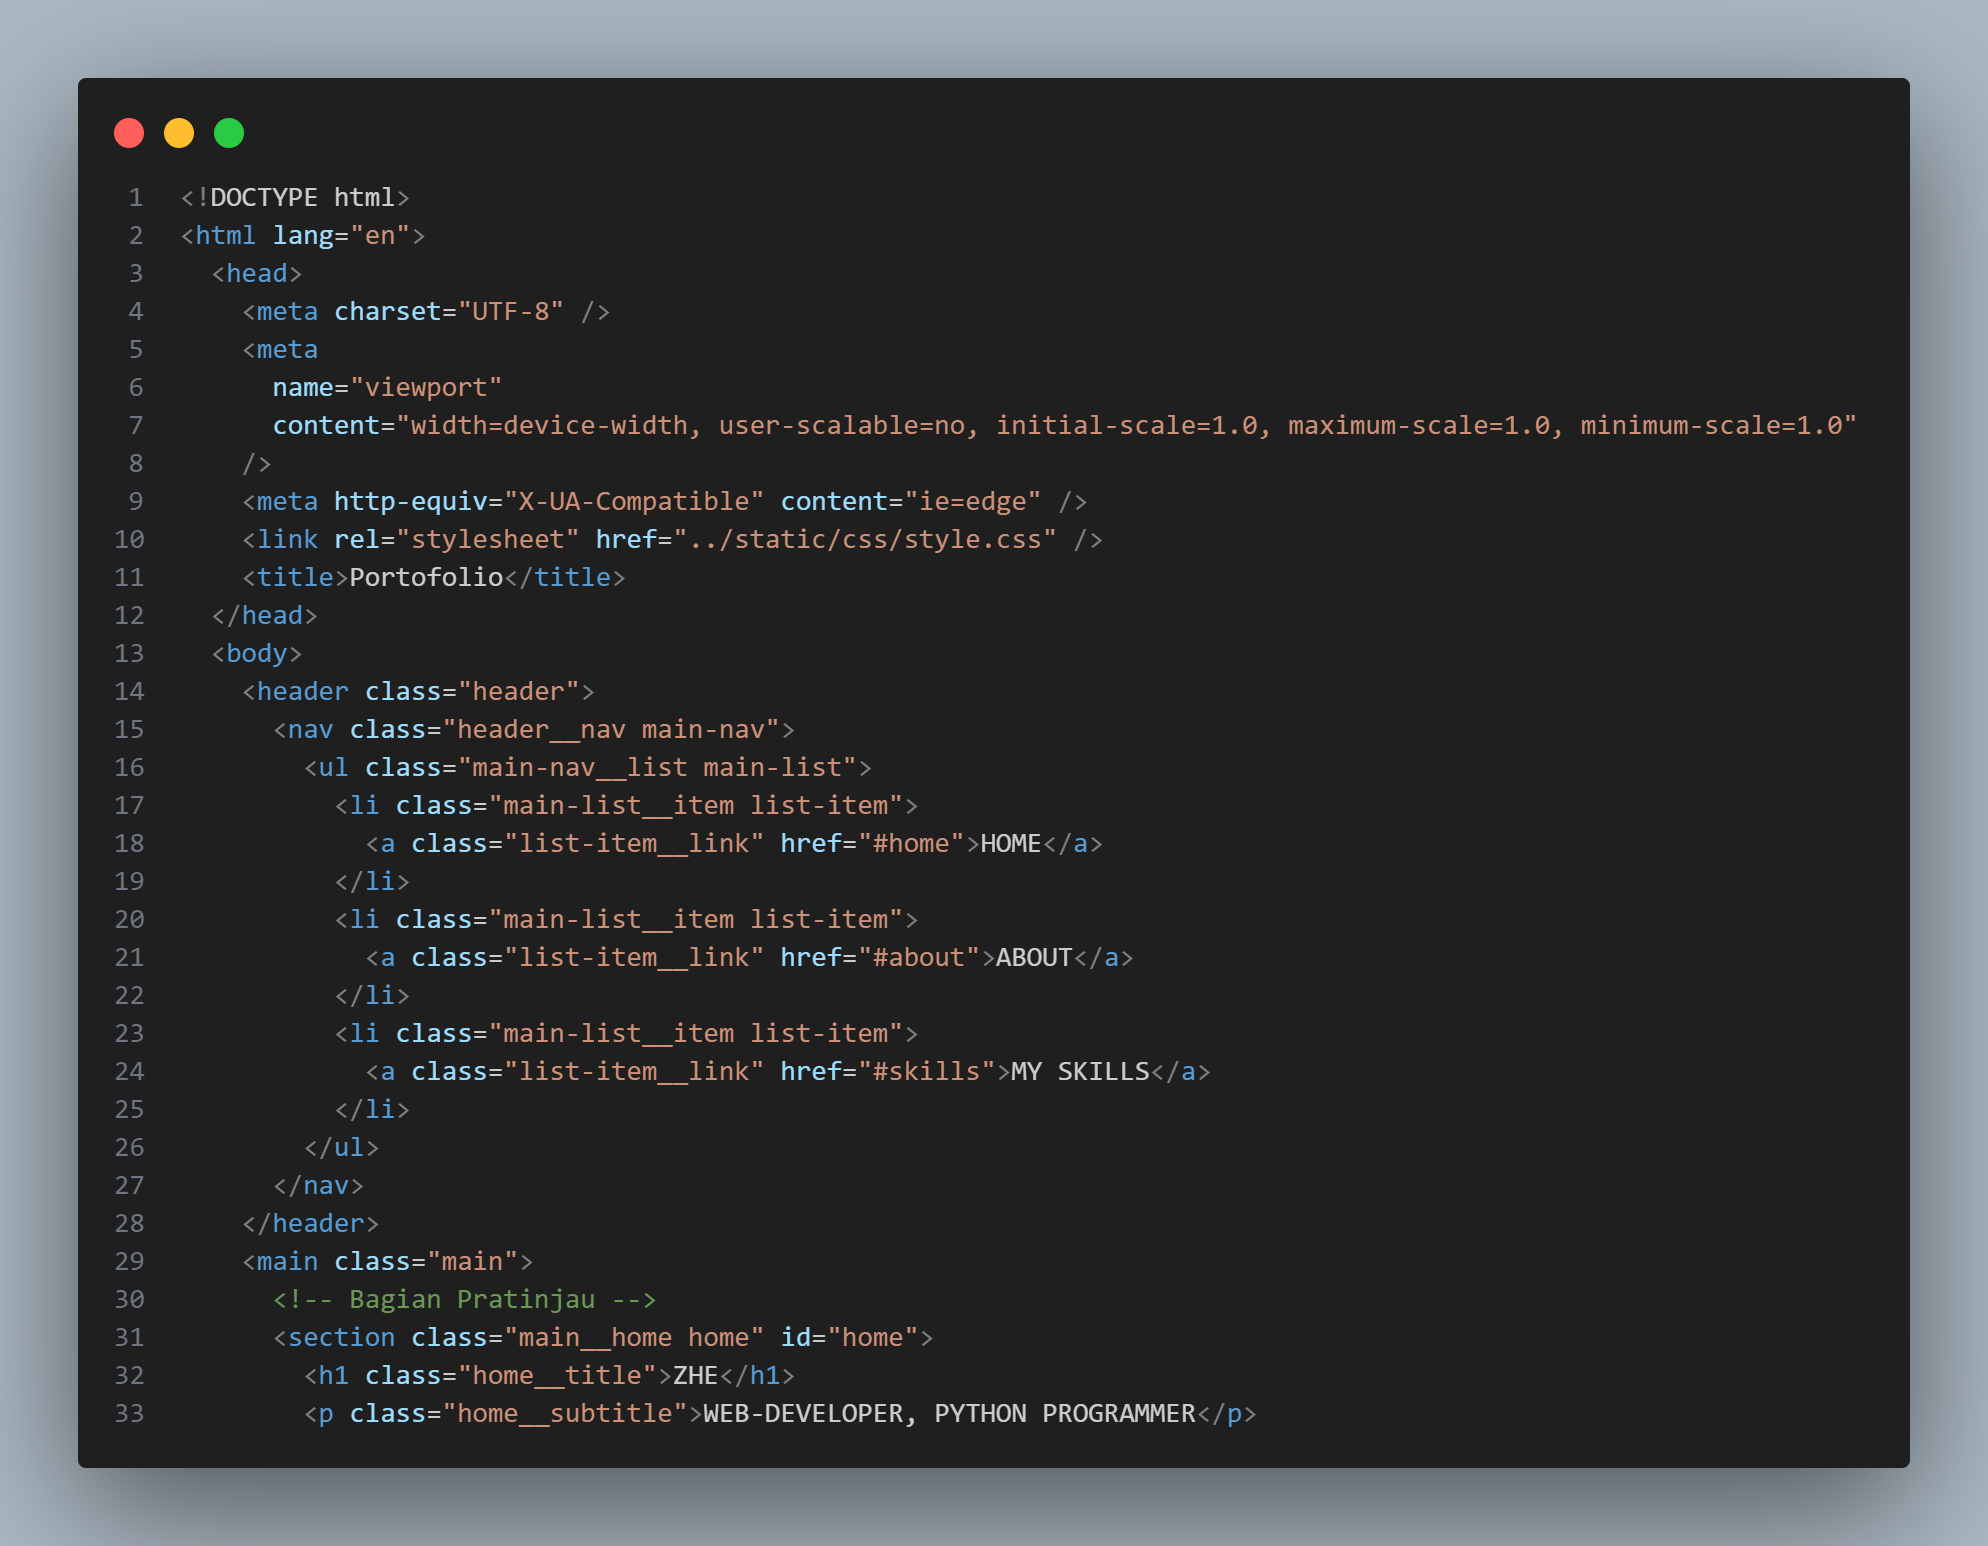 1 <!DOCTYPE html>
2 <html lang="en">
3   <head>
4     <meta charset="UTF-8" />
5     <meta
6       name="viewport"
7       content="width=device-width, user-scalable=no, initial-scale=1.0, maximum-scale=1.0, minimum-scale=1.0"
8     />
9     <meta http-equiv="X-UA-Compatible" content="ie=edge" />
10     <link rel="stylesheet" href="../static/css/style.css" />
11     <title>Portofolio</title>
12   </head>
13   <body>
14     <header class="header">
15       <nav class="header__nav main-nav">
16         <ul class="main-nav__list main-list">
17           <li class="main-list__item list-item">
18             <a class="list-item__link" href="#home">HOME</a>
19           </li>
20           <li class="main-list__item list-item">
21             <a class="list-item__link" href="#about">ABOUT</a>
22           </li>
23           <li class="main-list__item list-item">
24             <a class="list-item__link" href="#skills">MY SKILLS</a>
25           </li>
26         </ul>
27       </nav>
28     </header>
29     <main class="main">
30       <!-- Bagian Pratinjau -->
31       <section class="main__home home" id="home">
32         <h1 class="home__title">ZHE</h1>
33         <p class="home__subtitle">WEB-DEVELOPER, PYTHON PROGRAMMER</p>